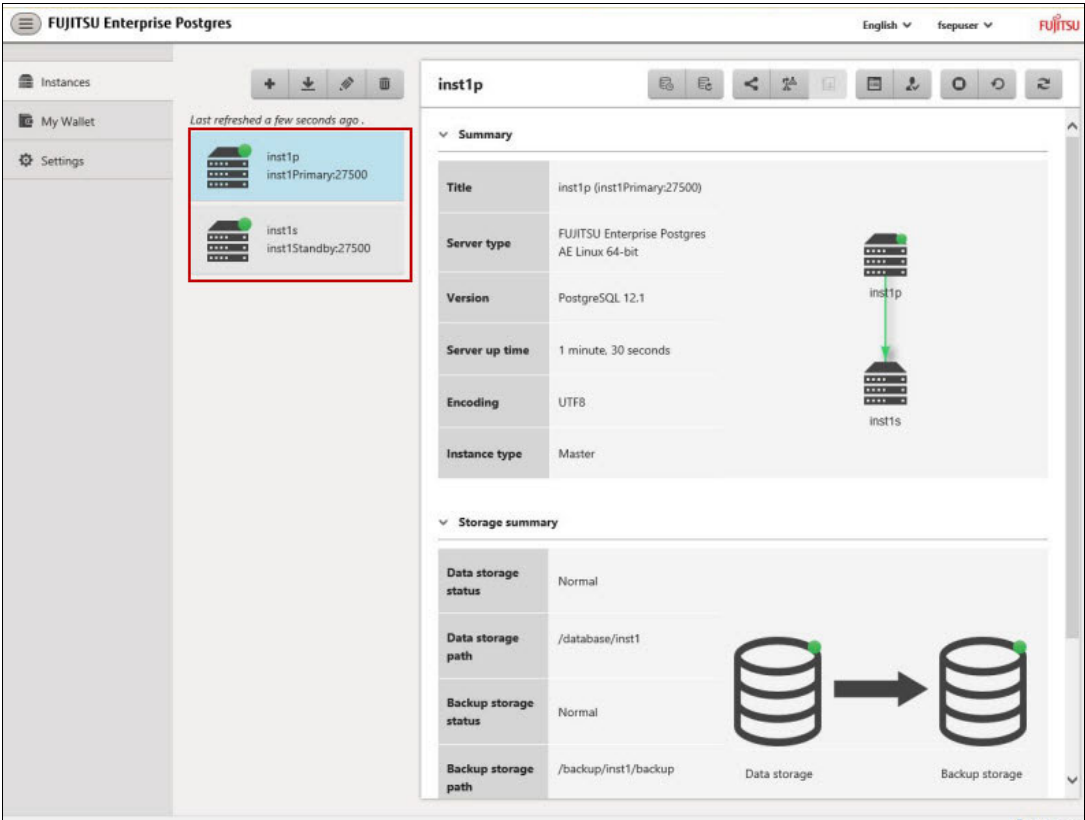 FUJITSU Enterprise Postgres
English
fsepuser
FUJITSU
Instances
My Wallet
Settings
Last refreshed a few seconds ago .
inst1p
inst1Primary:27500
inst1s
inst1Standby:27500
inst1p
Summary
Title
inst1p (inst1Primary:27500)
Server type
FUJITSU Enterprise Postgres
AE Linux 64-bit
Version
PostgreSQL 12.1
Server up time
1 minute, 30 seconds
Encoding
UTF8
Instance type
Master
inst1p
inst1s
Storage summary
Data storage
status
Normal
Data storage
path
/database/inst1
Backup storage
status
Normal
Backup storage
path
/backup/inst1/backup
Data storage
Backup storage